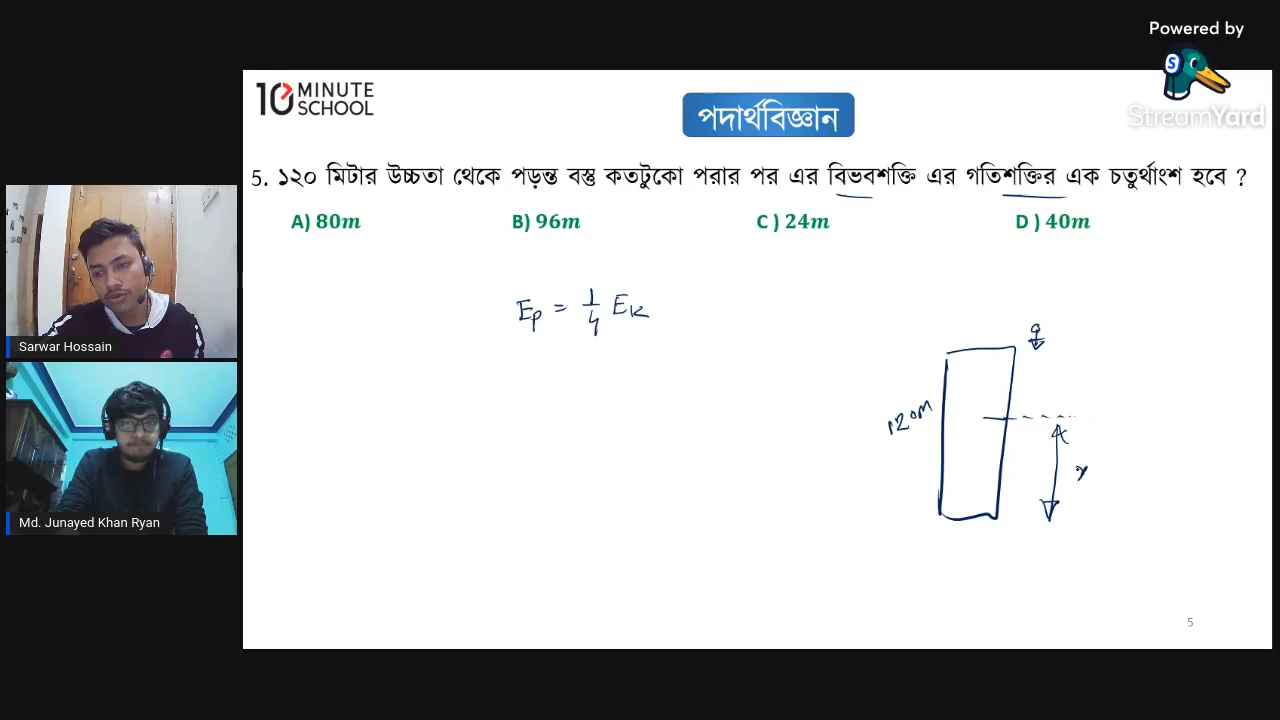 Powered by
S
StreamYard
10 MINUTE SCHOOL
পদার্থবিজ্ঞান
5. ১২০ মিটার উচ্চতা থেকে পড়ন্ত বস্তু কতটুকো পরার পর এর বিভবশক্তি এর গতিশক্তির এক চতুর্থাংশ হবে ?
A) 80m B) 96m C ) 24m D ) 40m
Ep = 1/4 Ek
120m
x
Sarwar Hossain
Md. Junayed Khan Ryan
5